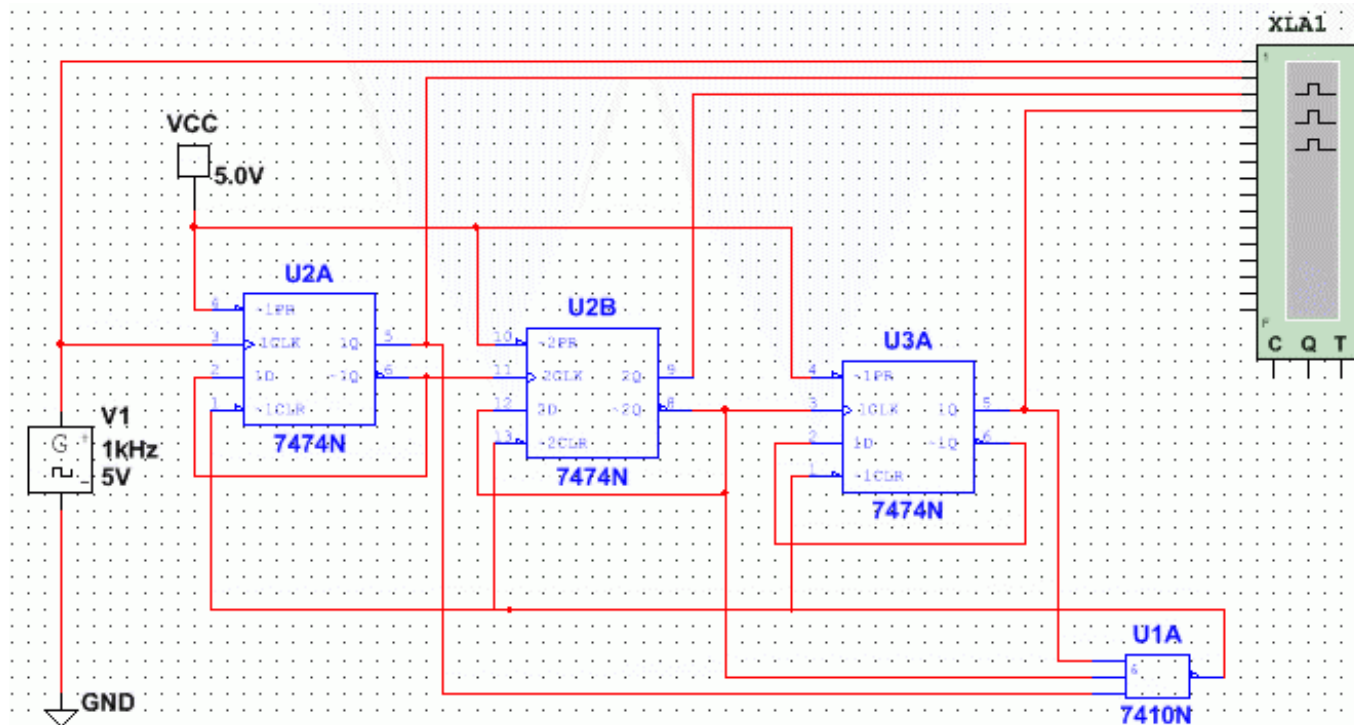 XLA1
1
VCC
5.0V
U2A
4 ~1PR
3 1CLK 1Q 5
2 1D ~1Q 6
1 ~1CLR
7474N
U2B
10 ~2PR
11 2CLK 2Q 9
12 2D ~2Q 8
13 ~2CLR
7474N
U3A
4 ~1PR
3 1CLK 1Q 5
2 1D ~1Q 6
1 ~1CLR
7474N
F
C Q T
V1
G
1kHz
5V
U1A
&
7410N
GND